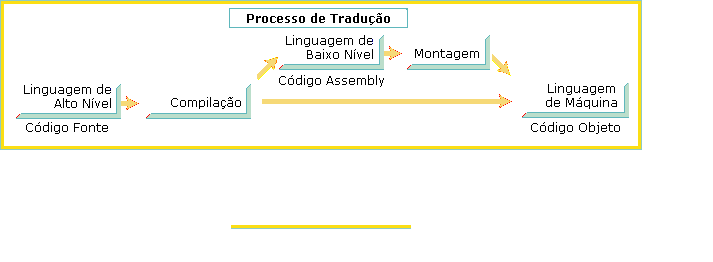 Processo de Tradução
Linguagem de
Baixo Nível
Montagem
Código Assembly
Linguagem de
Alto Nível
Compilação
Linguagem
de Máquina
Código Fonte
Código Objeto